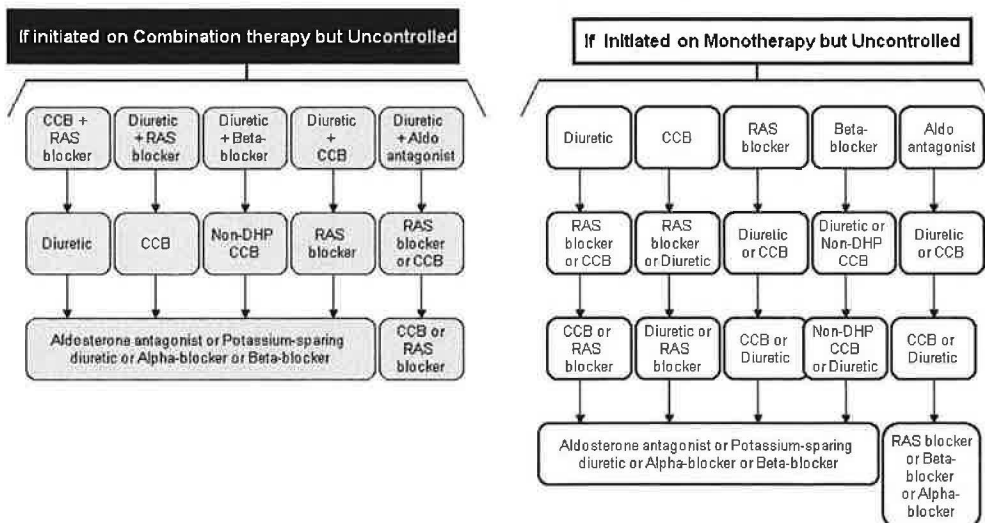 If initiated on Combination therapy but Uncontrolled
CCB +
RAS
blocker
Diuretic
+ RAS
blocker
Diuretic
+ Beta-
blocker
Diuretic
+
CCB
Diuretic
+ Aldo
antagonist
Diuretic
CCB
Non-DHP
CCB
RAS
blocker
RAS
blocker
or CCB
Aldosterone antagonist or Potassium-sparing
diuretic or Alpha-blocker or Beta-blocker
CCB or
RAS
blocker
If Initiated on Monotherapy but Uncontrolled
Diuretic
CCB
RAS
blocker
Beta-
blocker
Aldo
antagonist
RAS
blocker
or CCB
RAS
blocker
or Diuretic
Diuretic
or CCB
Diuretic or
Non-DHP
CCB
Diuretic
or CCB
CCB or
RAS
blocker
Diuretic or
RAS
blocker
CCB or
Diuretic
Non-DHP
CCB
or Diuretic
CCB or
Diuretic
Aldosterone antagonist or Potassium-sparing
diuretic or Alpha-blocker or Beta-blocker
RAS blocker
or Beta-
blocker
or Alpha-
blocker